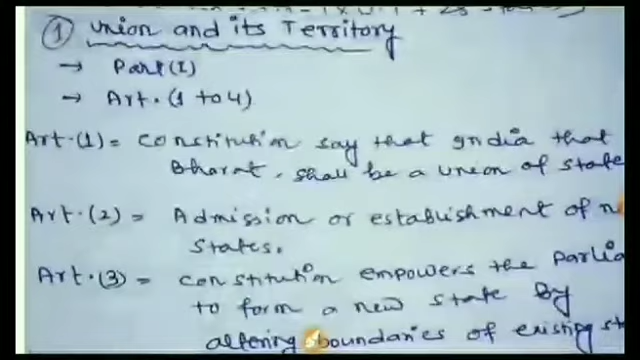 ① Union and its Territory
→ Part (I)
→ Art. (1 to 4)
Art.(1) = Constitution say that India that
Bharat, shall be a union of state
Art.(2) = Admission or establishment of n
States.
Art.(3) = Constitution empowers the Parlia
to form a new state By
altering boundaries of existing st